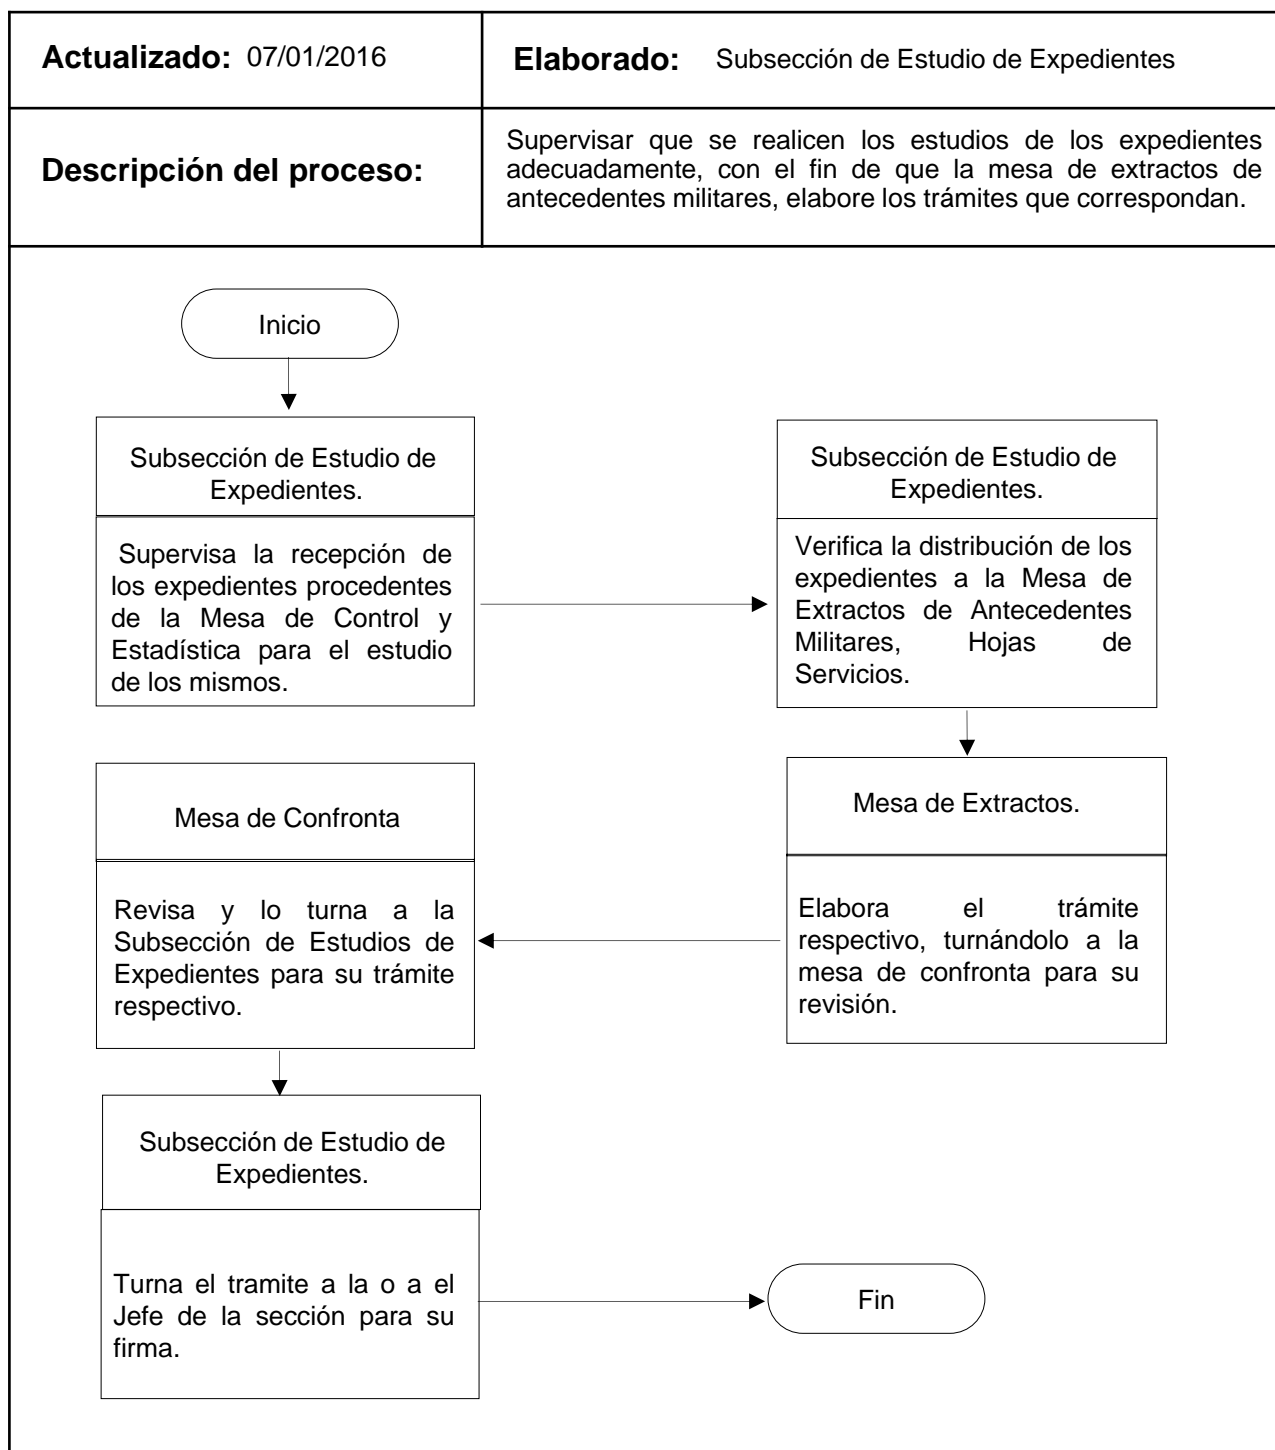 Actualizado: 07/01/2016
Elaborado: Subsección de Estudio de Expedientes
Descripción del proceso:
Supervisar que se realicen los estudios de los expedientes
adecuadamente, con el fin de que la mesa de extractos de
antecedentes militares, elabore los trámites que correspondan.
Inicio
Subsección de Estudio de
Expedientes.
Supervisa la recepción de
los expedientes procedentes
de la Mesa de Control y
Estadística para el estudio
de los mismos.
Subsección de Estudio de
Expedientes.
Verifica la distribución de los
expedientes a la Mesa de
Extractos de Antecedentes
Militares, Hojas de
Servicios.
Mesa de Extractos.
Elabora el trámite
respectivo, turnándolo a la
mesa de confronta para su
revisión.
Mesa de Confronta
Revisa y lo turna a la
Subsección de Estudios de
Expedientes para su trámite
respectivo.
Subsección de Estudio de
Expedientes.
Turna el tramite a la o a el
Jefe de la sección para su
firma.
Fin